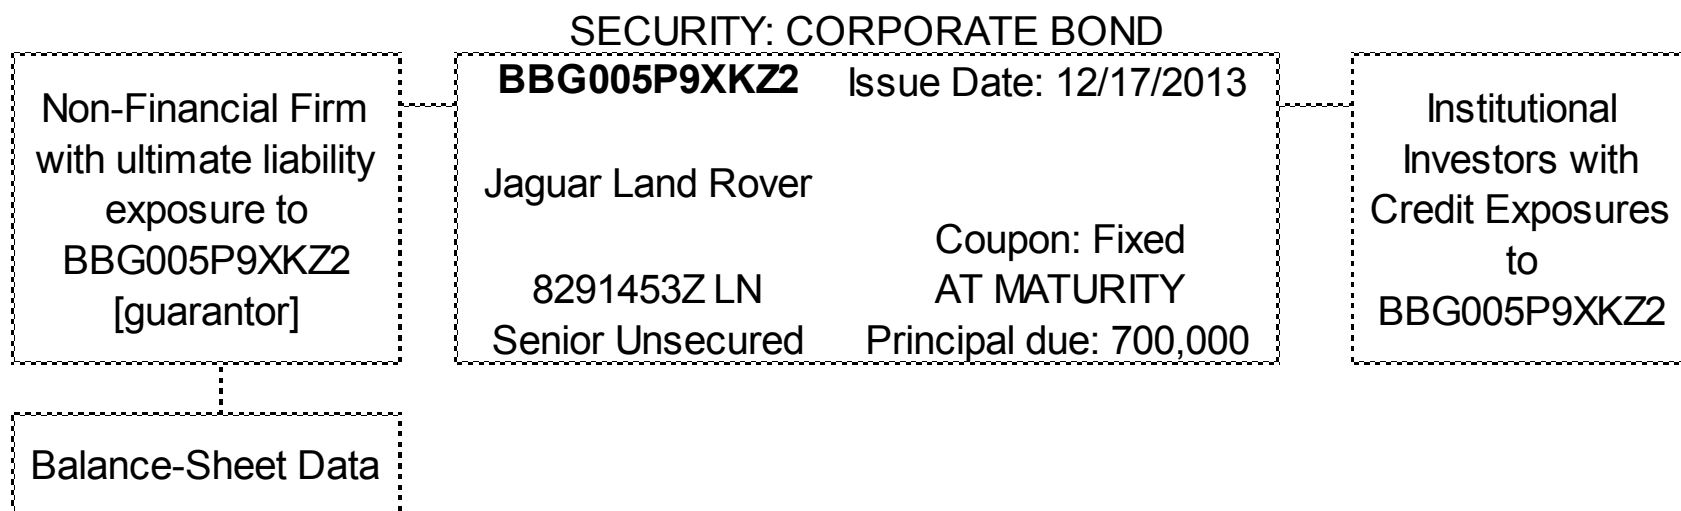 SECURITY: CORPORATE BOND
Non-Financial Firm
with ultimate liability
exposure to
BBG005P9XKZ2
[guarantor]
BBG005P9XKZ2 Issue Date: 12/17/2013
Jaguar Land Rover
Coupon: Fixed
8291453Z LN AT MATURITY
Senior Unsecured Principal due: 700,000
Institutional
Investors with
Credit Exposures
to
BBG005P9XKZ2
Balance-Sheet Data